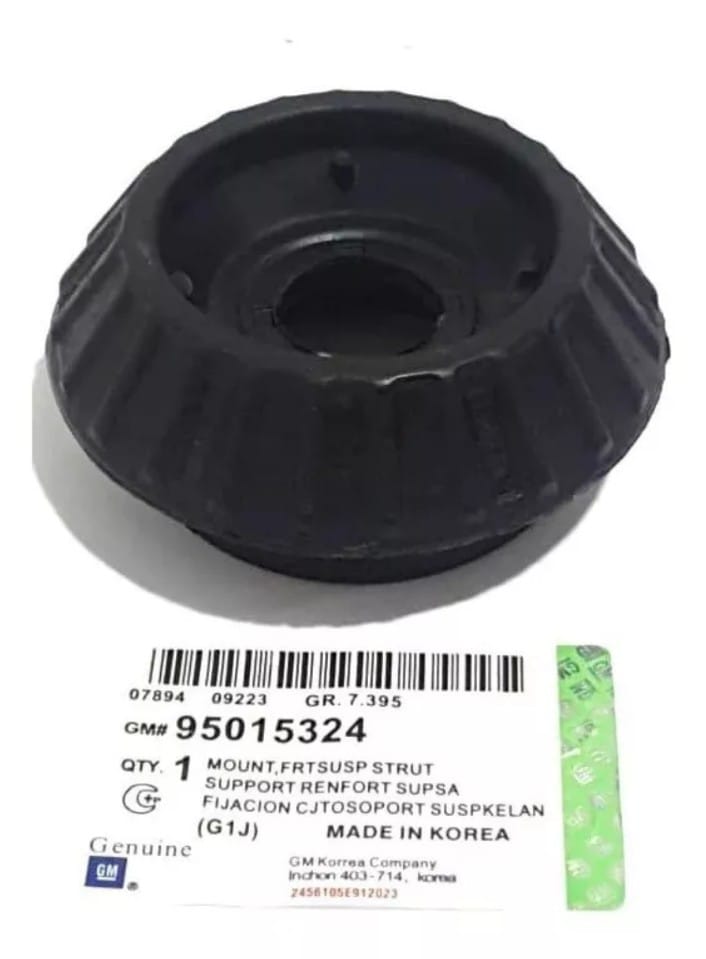 07894 09223 GR. 7.395
GM# 95015324
QTY. 1 MOUNT,FRTSUSP STRUT
SUPPORT RENFORT SUPSA
FIJACION CJTOSOPORT SUSPKELAN
(G1J) MADE IN KOREA
Genuine
GM ®
GM Korrea Company
Inchon 403-714, korea
2456105E912023